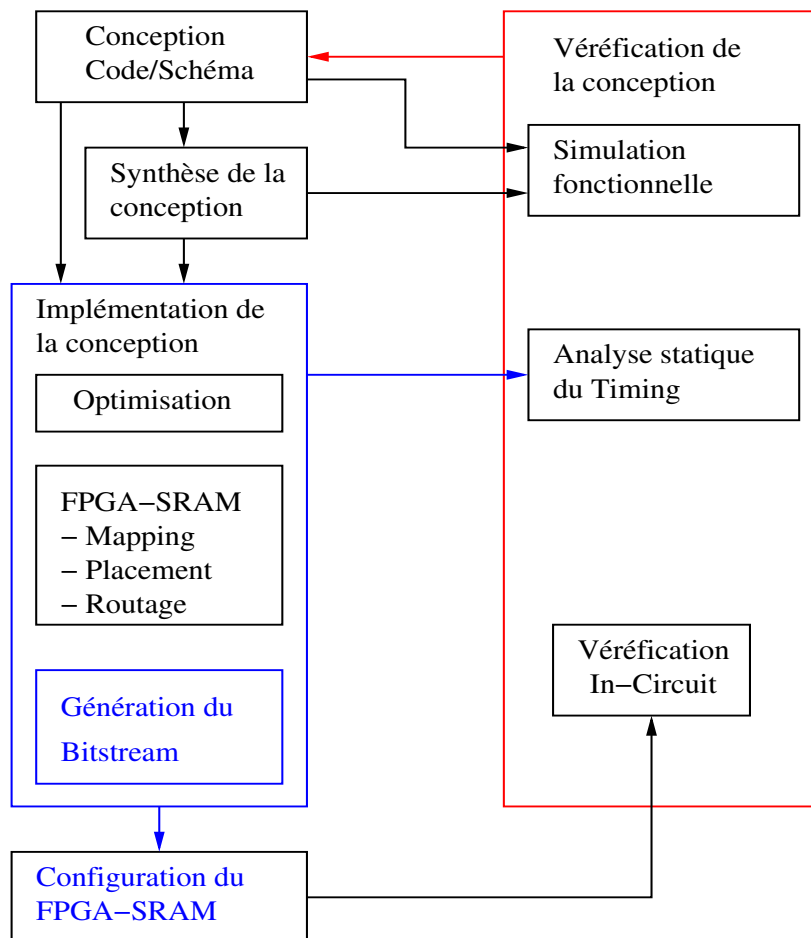 Conception
Code/Schéma
Synthèse de la
conception
Implémentation de
la conception
Optimisation
FPGA−SRAM
− Mapping
− Placement
− Routage
Génération du
Bitstream
Configuration du
FPGA−SRAM
Véréfication de
la conception
Simulation
fonctionnelle
Analyse statique
du Timing
Véréfication
In−Circuit